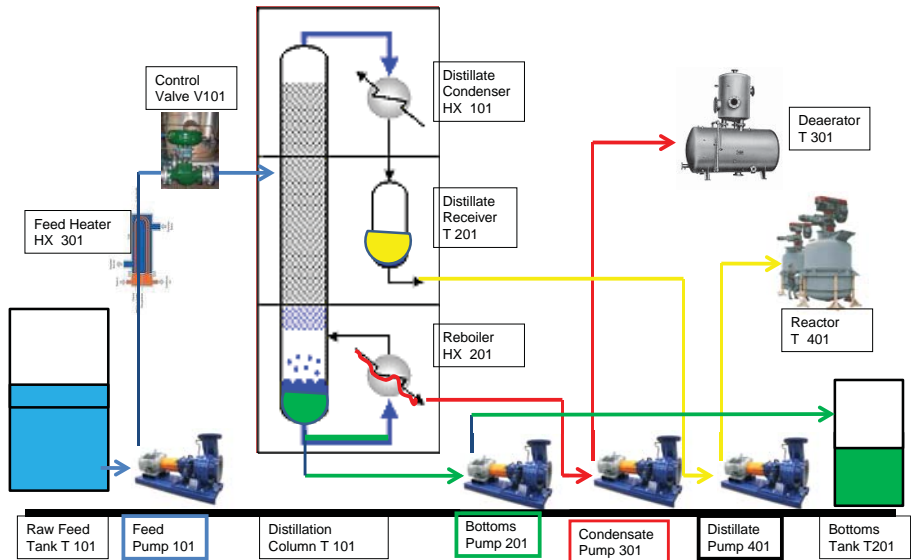 Control
Valve V101
Distillate
Condenser
HX 101
Deaerator
T 301
Feed Heater
HX 301
Distillate
Receiver
T 201
Reactor
T 401
Reboiler
HX 201
Raw Feed
Tank T 101
Feed
Pump 101
Distillation
Column T 101
Bottoms
Pump 201
Condensate
Pump 301
Distillate
Pump 401
Bottoms
Tank T201